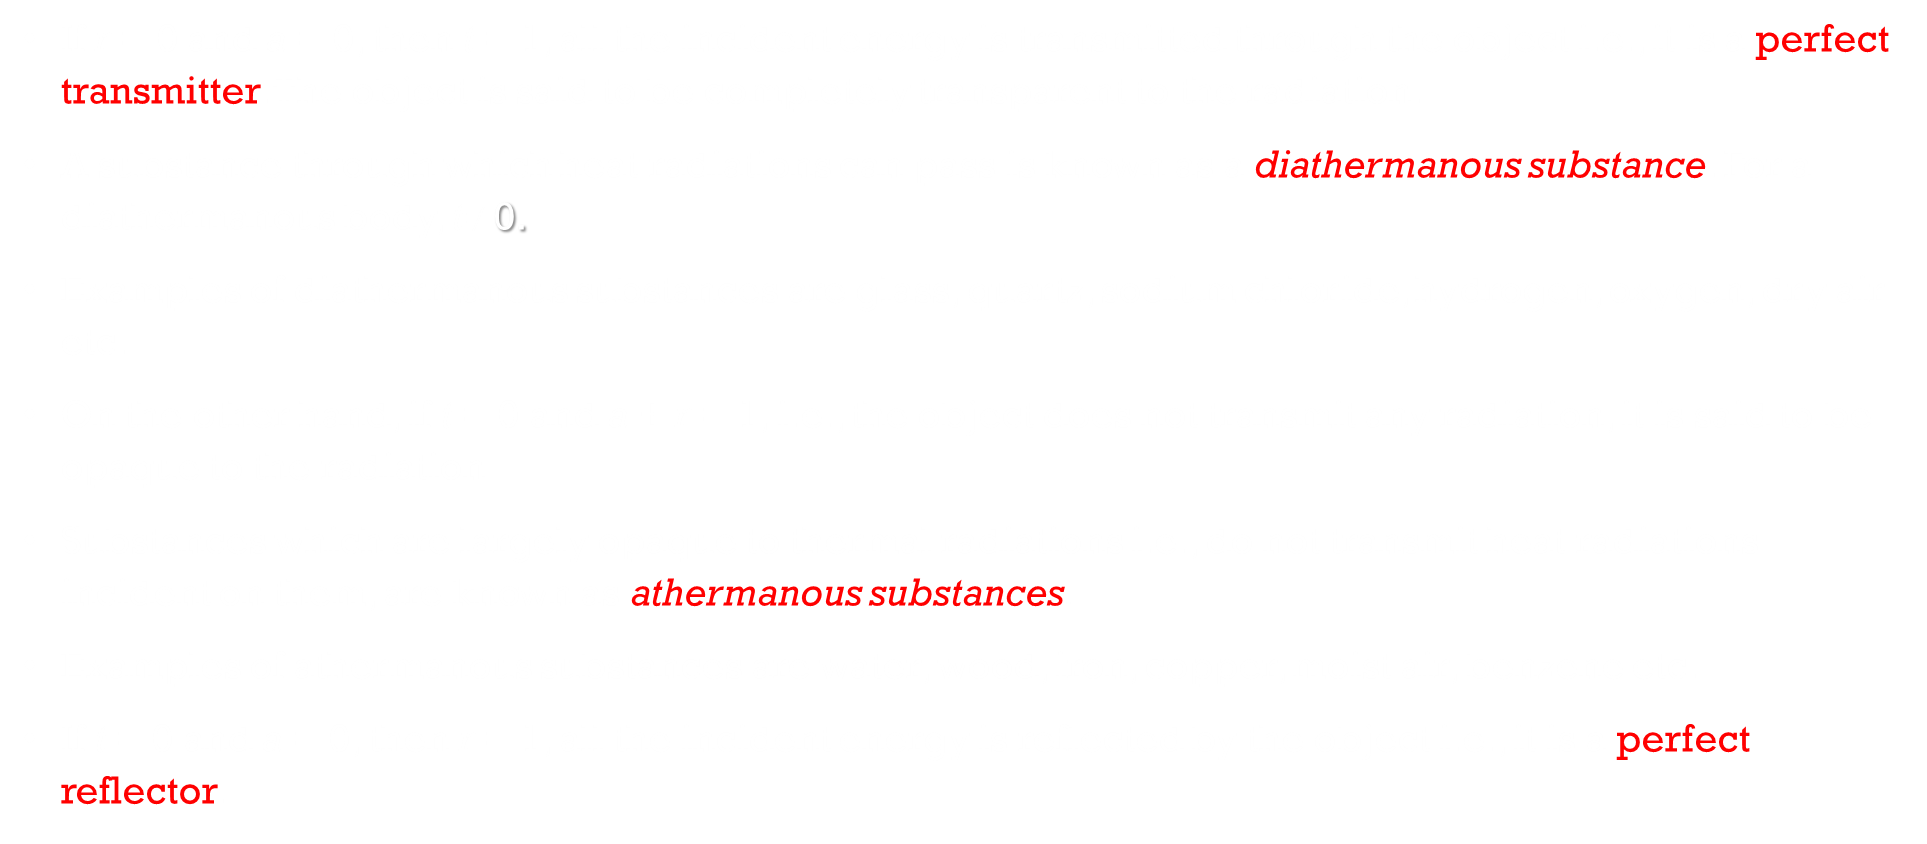 perfect
transmitter
diathermanous substance
0.
athermanous substances
perfect
reflector